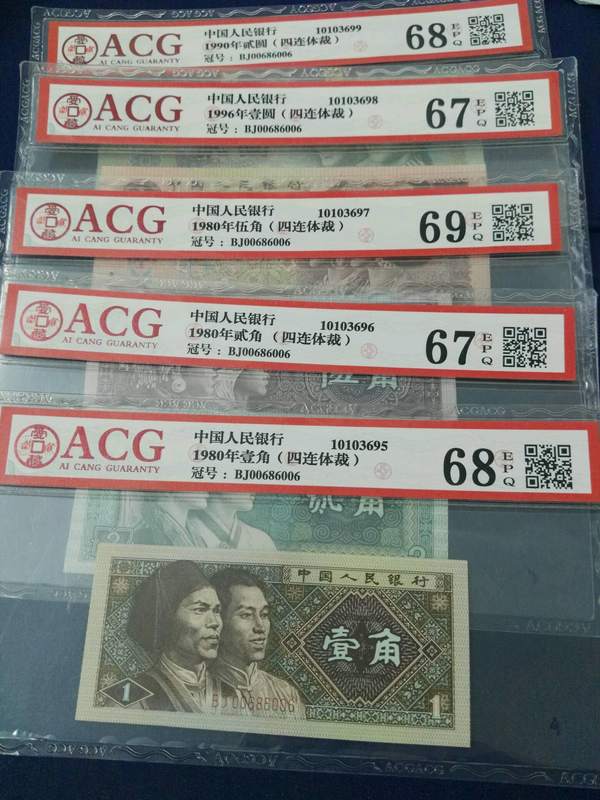 ACG
AI CANG GUARANTY
中国人民银行 10103699
1990年贰圆（四连体裁）
冠号：BJ00686006
68 EPQ
ACG
AI CANG GUARANTY
中国人民银行 10103698
1996年壹圆（四连体裁）
冠号：BJ00686006
67 EPQ
ACG
AI CANG GUARANTY
中国人民银行 10103697
1980年伍角（四连体裁）
冠号：BJ00686006
69 EPQ
ACG
AI CANG GUARANTY
中国人民银行 10103696
1980年贰角（四连体裁）
冠号：BJ00686006
67 EPQ
伍角
ACG
AI CANG GUARANTY
中国人民银行 10103695
1980年壹角（四连体裁）
冠号：BJ00686006
68 EPQ
贰角
2
中国人民银行
壹角
BJ00686006
1
1